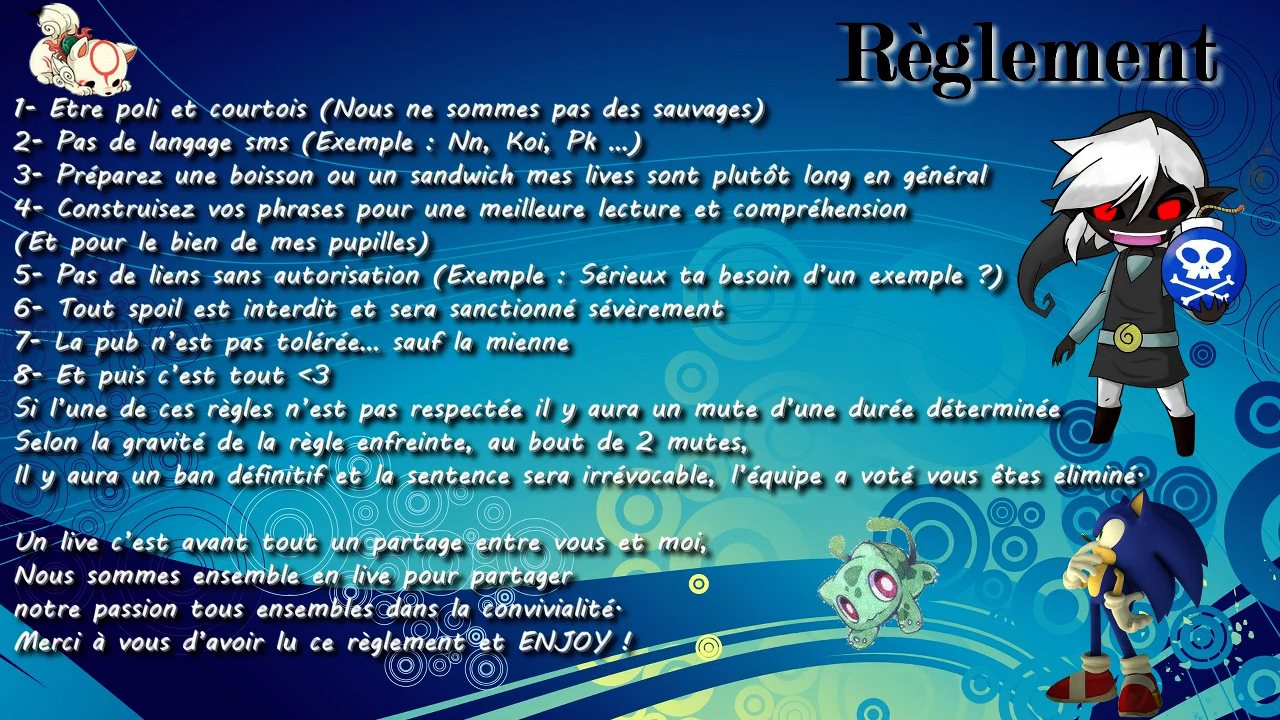 Règlement
1- Etre poli et courtois (Nous ne sommes pas des sauvages)
2- Pas de langage sms (Exemple : Nn, Koi, Pk ...)
3- Préparez une boisson ou un sandwich mes lives sont plutôt long en général
4- Construisez vos phrases pour une meilleure lecture et compréhension
(Et pour le bien de mes pupilles)
5- Pas de liens sans autorisation (Exemple : Sérieux ta besoin d'un exemple ?)
6- Tout spoil est interdit et sera sanctionné sévèrement
7- La pub n'est pas tolérée... sauf la mienne
8- Et puis c'est tout <3
Si l'une de ces règles n'est pas respectée il y aura un mute d'une durée déterminée
Selon la gravité de la règle enfreinte, au bout de 2 mutes,
Il y aura un ban définitif et la sentence sera irrévocable, l'équipe a voté vous êtes éliminé.
Un live c'est avant tout un partage entre vous et moi,
Nous sommes ensemble en live pour partager
notre passion tous ensembles dans la convivialité.
Merci à vous d'avoir lu ce règlement et ENJOY !